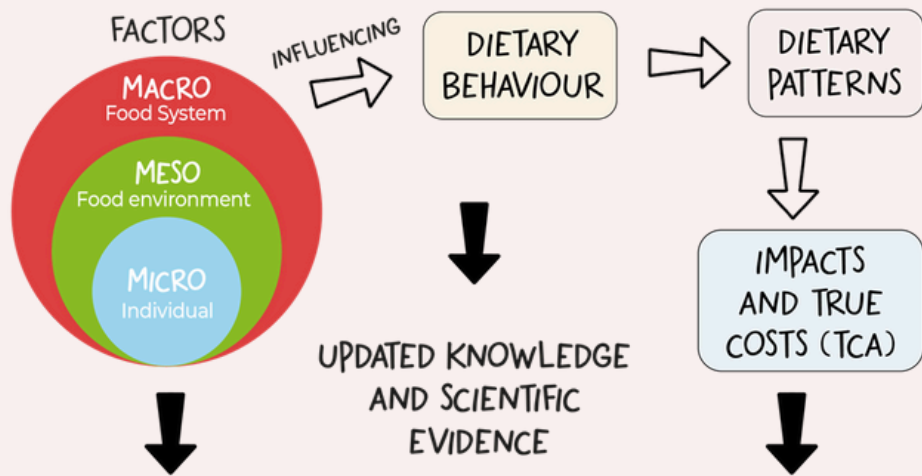 FACTORS
MACRO
Food System
MESO
Food environment
MICRO
Individual
INFLUENCING
DIETARY
BEHAVIOUR
DIETARY
PATTERNS
IMPACTS
AND TRUE
COSTS (TCA)
UPDATED KNOWLEDGE
AND SCIENTIFIC
EVIDENCE